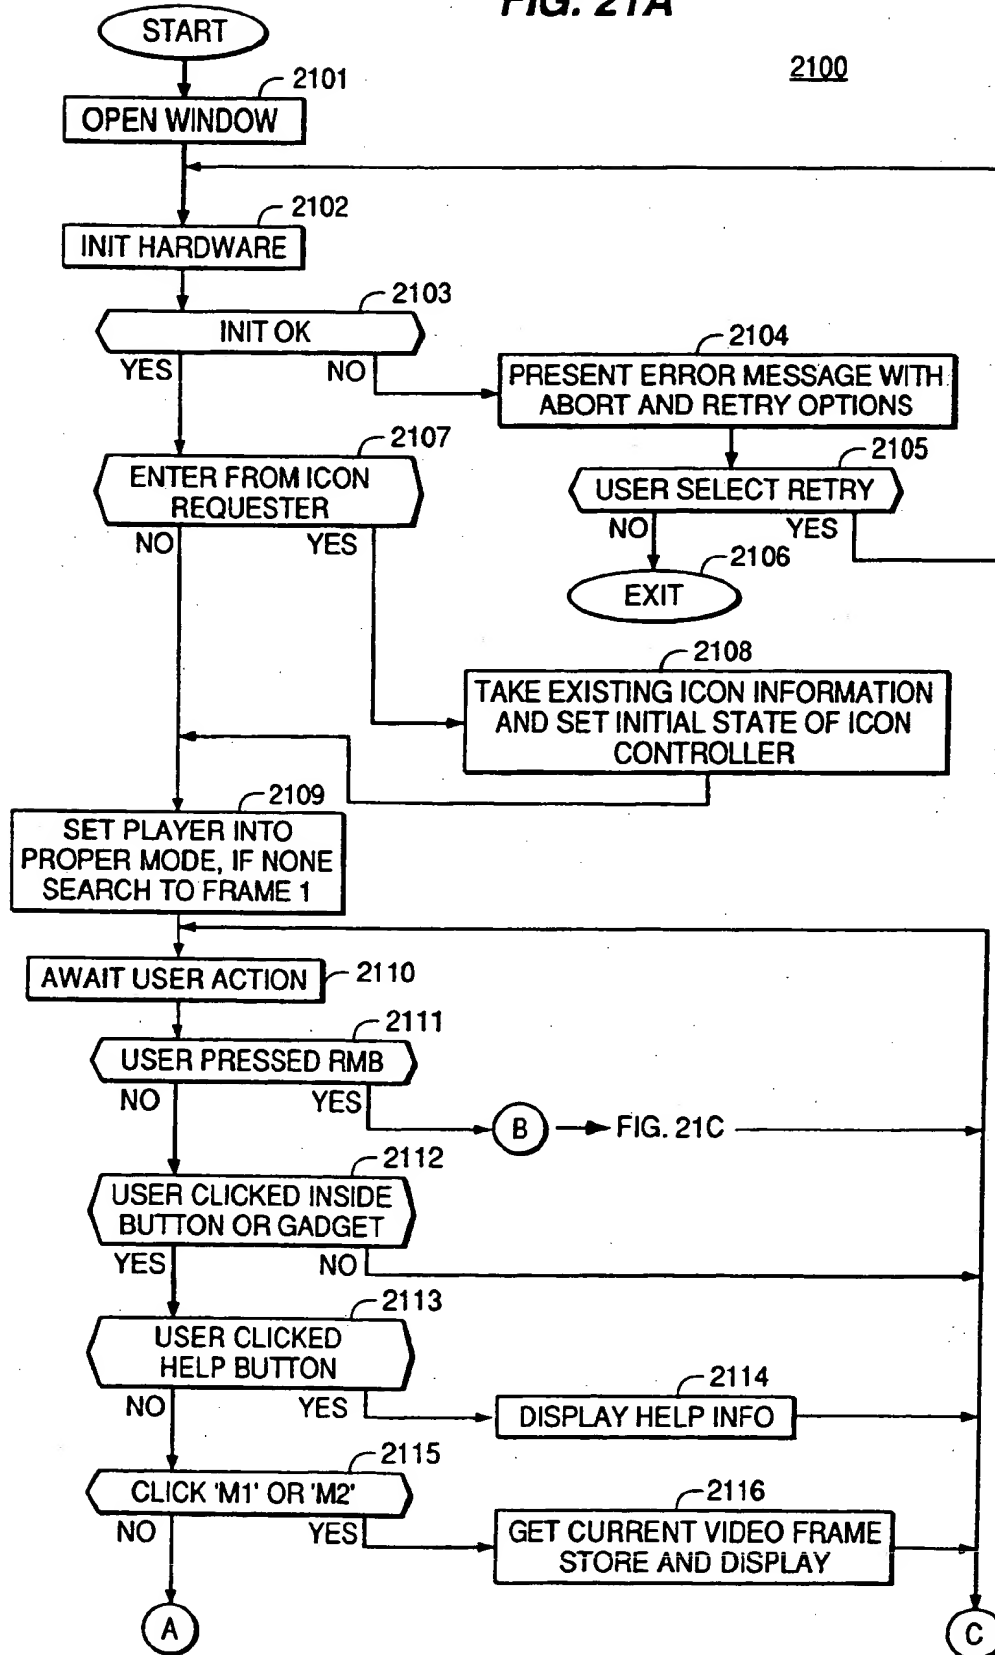 FIG. 21A
START
2100
2101
OPEN WINDOW
2102
INIT HARDWARE
2103
INIT OK
YES
NO
2104
PRESENT ERROR MESSAGE WITH
ABORT AND RETRY OPTIONS
2107
ENTER FROM ICON
REQUESTER
NO
YES
2105
USER SELECT RETRY
NO
YES
2106
EXIT
2108
TAKE EXISTING ICON INFORMATION
AND SET INITIAL STATE OF ICON
CONTROLLER
2109
SET PLAYER INTO
PROPER MODE, IF NONE
SEARCH TO FRAME 1
AWAIT USER ACTION
2110
2111
USER PRESSED RMB
NO
YES
B
FIG. 21C
2112
USER CLICKED INSIDE
BUTTON OR GADGET
YES
NO
2113
USER CLICKED
HELP BUTTON
NO
YES
2114
DISPLAY HELP INFO
2115
CLICK 'M1' OR 'M2'
NO
YES
2116
GET CURRENT VIDEO FRAME
STORE AND DISPLAY
A
C